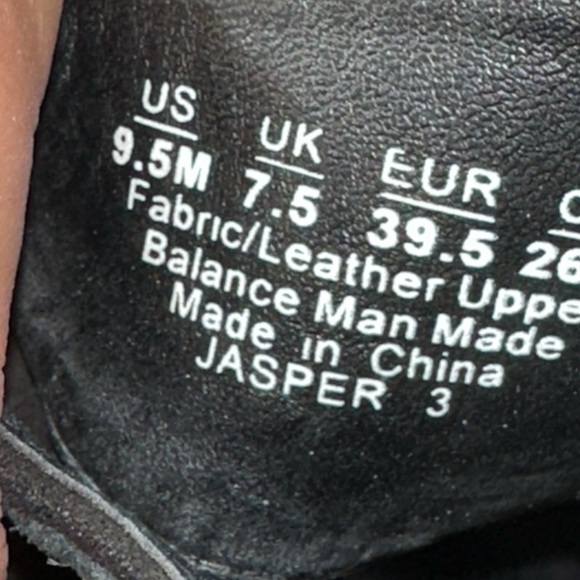 US UK EUR
9.5M 7.5 39.5 26
Fabric/Leather Uppe
Balance Man Made
Made in China
JASPER 3